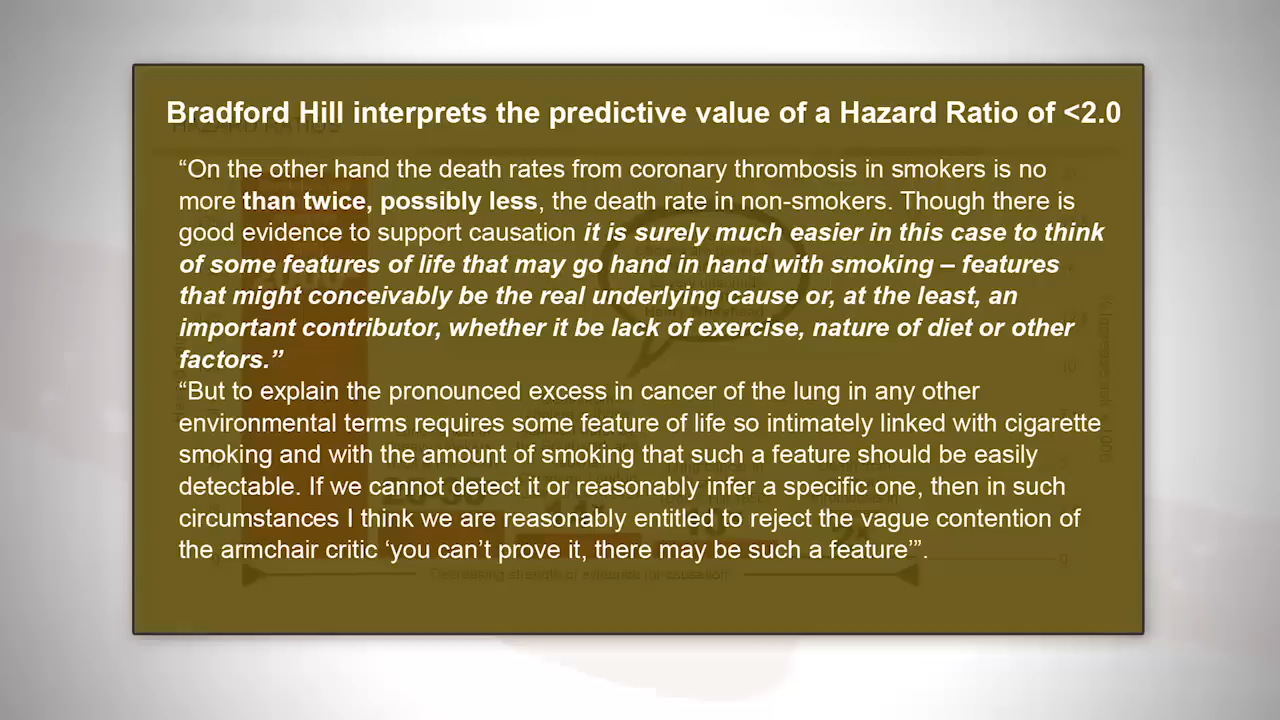 Bradford Hill interprets the predictive value of a Hazard Ratio of <2.0
“On the other hand the death rates from coronary thrombosis in smokers is no
more than twice, possibly less, the death rate in non-smokers. Though there is
good evidence to support causation it is surely much easier in this case to think
of some features of life that may go hand in hand with smoking – features
that might conceivably be the real underlying cause or, at the least, an
important contributor, whether it be lack of exercise, nature of diet or other
factors.”
“But to explain the pronounced excess in cancer of the lung in any other
environmental terms requires some feature of life so intimately linked with cigarette
smoking and with the amount of smoking that such a feature should be easily
detectable. If we cannot detect it or reasonably infer a specific one, then in such
circumstances I think we are reasonably entitled to reject the vague contention of
the armchair critic ‘you can’t prove it, there may be such a feature’”.
Decreasing strength of evidence for causation